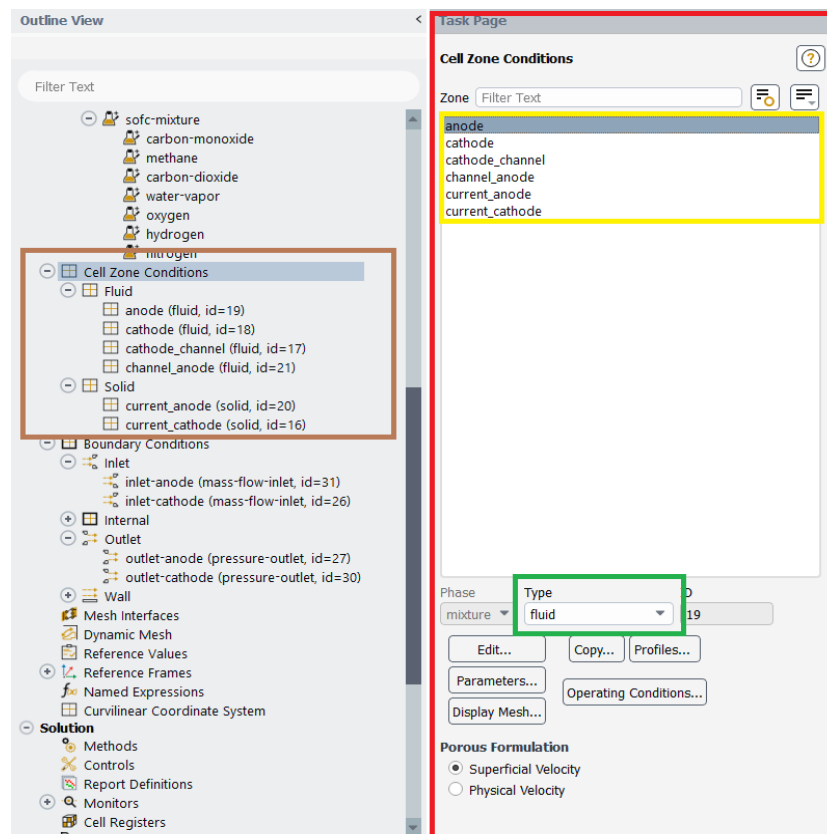 Outline View
<
Filter Text
sofc-mixture
carbon-monoxide
methane
carbon-dioxide
water-vapor
oxygen
hydrogen
nitrogen
Cell Zone Conditions
Fluid
anode (fluid, id=19)
cathode (fluid, id=18)
cathode_channel (fluid, id=17)
channel_anode (fluid, id=21)
Solid
current_anode (solid, id=20)
current_cathode (solid, id=16)
Boundary Conditions
Inlet
inlet-anode (mass-flow-inlet, id=31)
inlet-cathode (mass-flow-inlet, id=26)
Internal
Outlet
outlet-anode (pressure-outlet, id=27)
outlet-cathode (pressure-outlet, id=30)
Wall
Mesh Interfaces
Dynamic Mesh
Reference Values
Reference Frames
Named Expressions
Curvilinear Coordinate System
Solution
Methods
Controls
Report Definitions
Monitors
Cell Registers
Task Page
Cell Zone Conditions
?
Zone Filter Text
anode
cathode
cathode_channel
channel_anode
current_anode
current_cathode
Phase Type ID
mixture fluid 19
Edit... Copy... Profiles...
Parameters... Operating Conditions...
Display Mesh...
Porous Formulation
Superficial Velocity
Physical Velocity